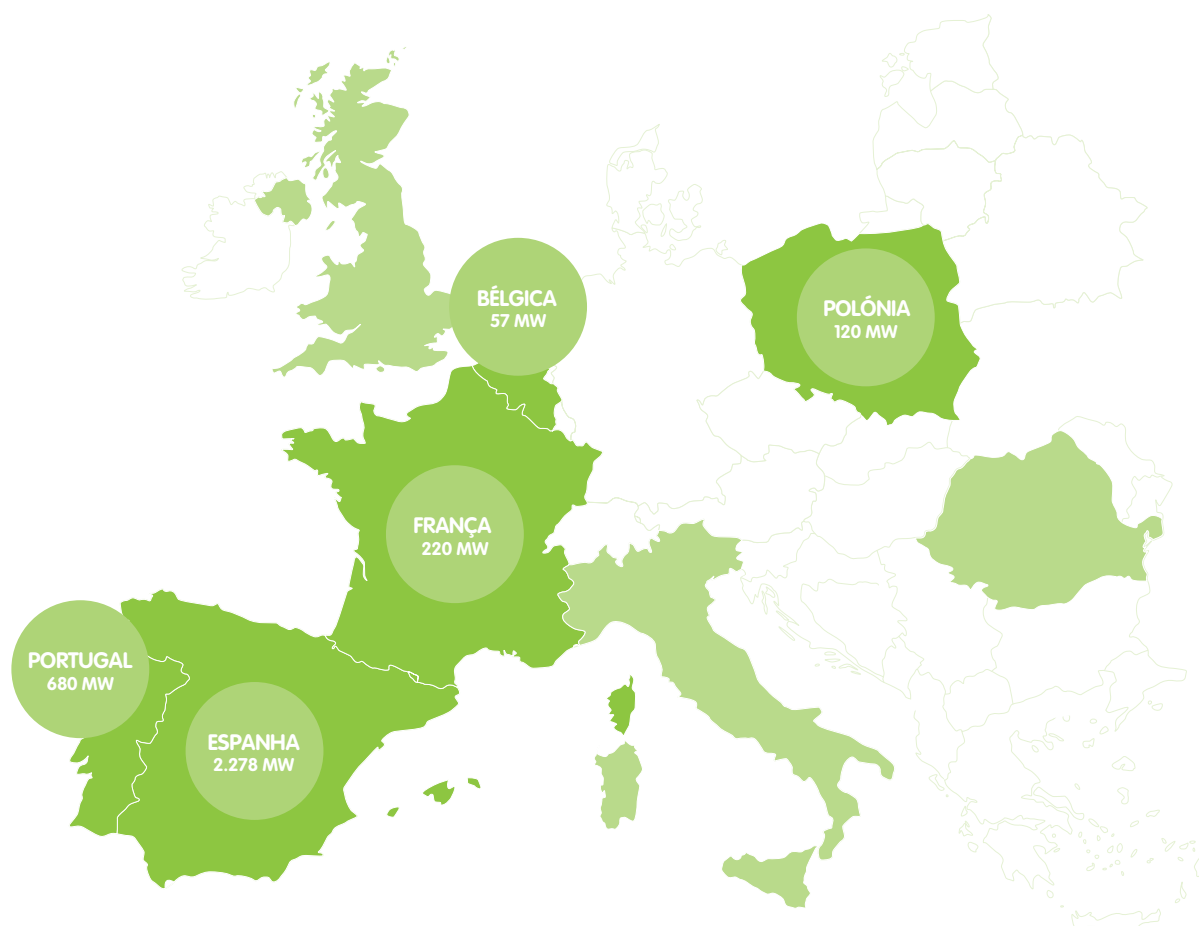 BÉLGICA
57 MW
POLÓNIA
120 MW
FRANÇA
220 MW
PORTUGAL
680 MW
ESPANHA
2.278 MW